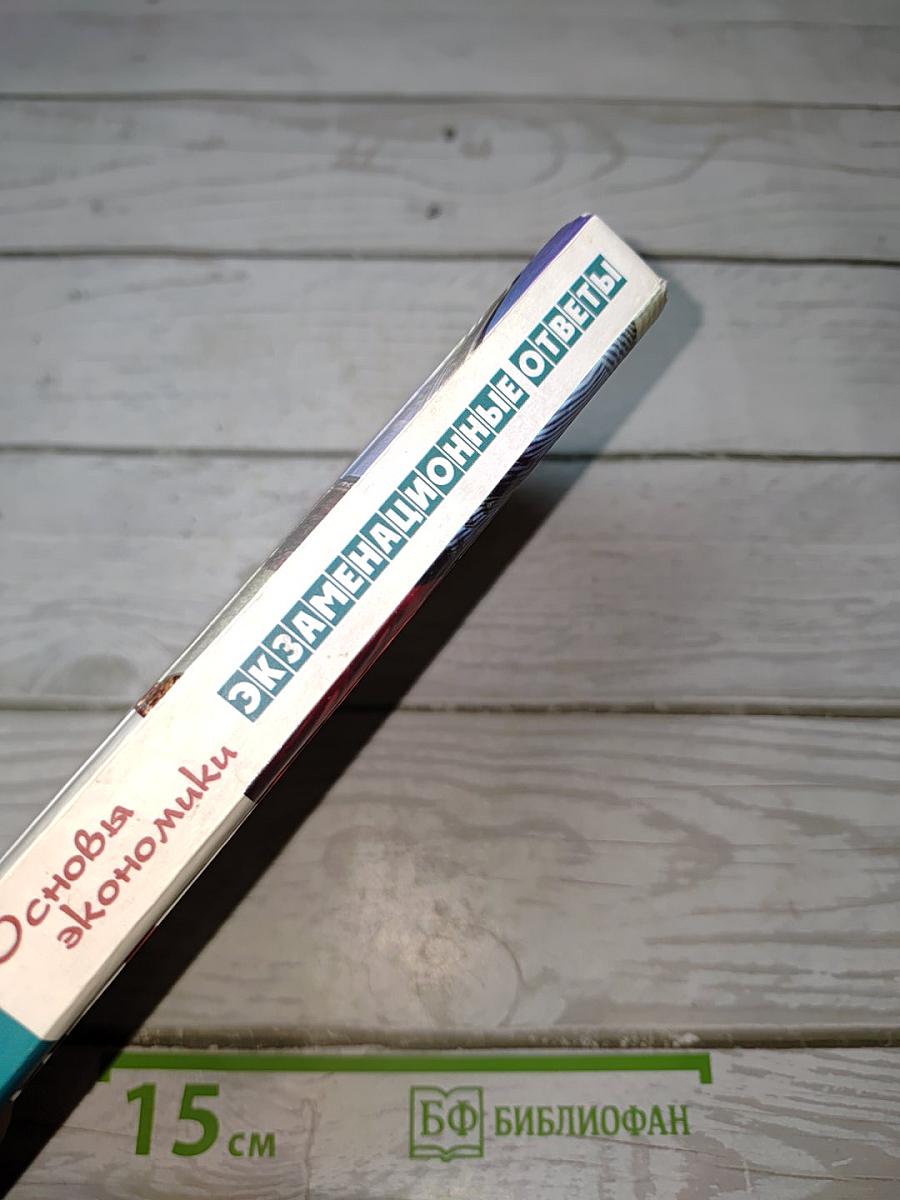 ЭКЗАМЕНАЦИОННЫЕ ОТВЕТЫ
Основы
экономики
15 см
БФ БИБЛИОФАН